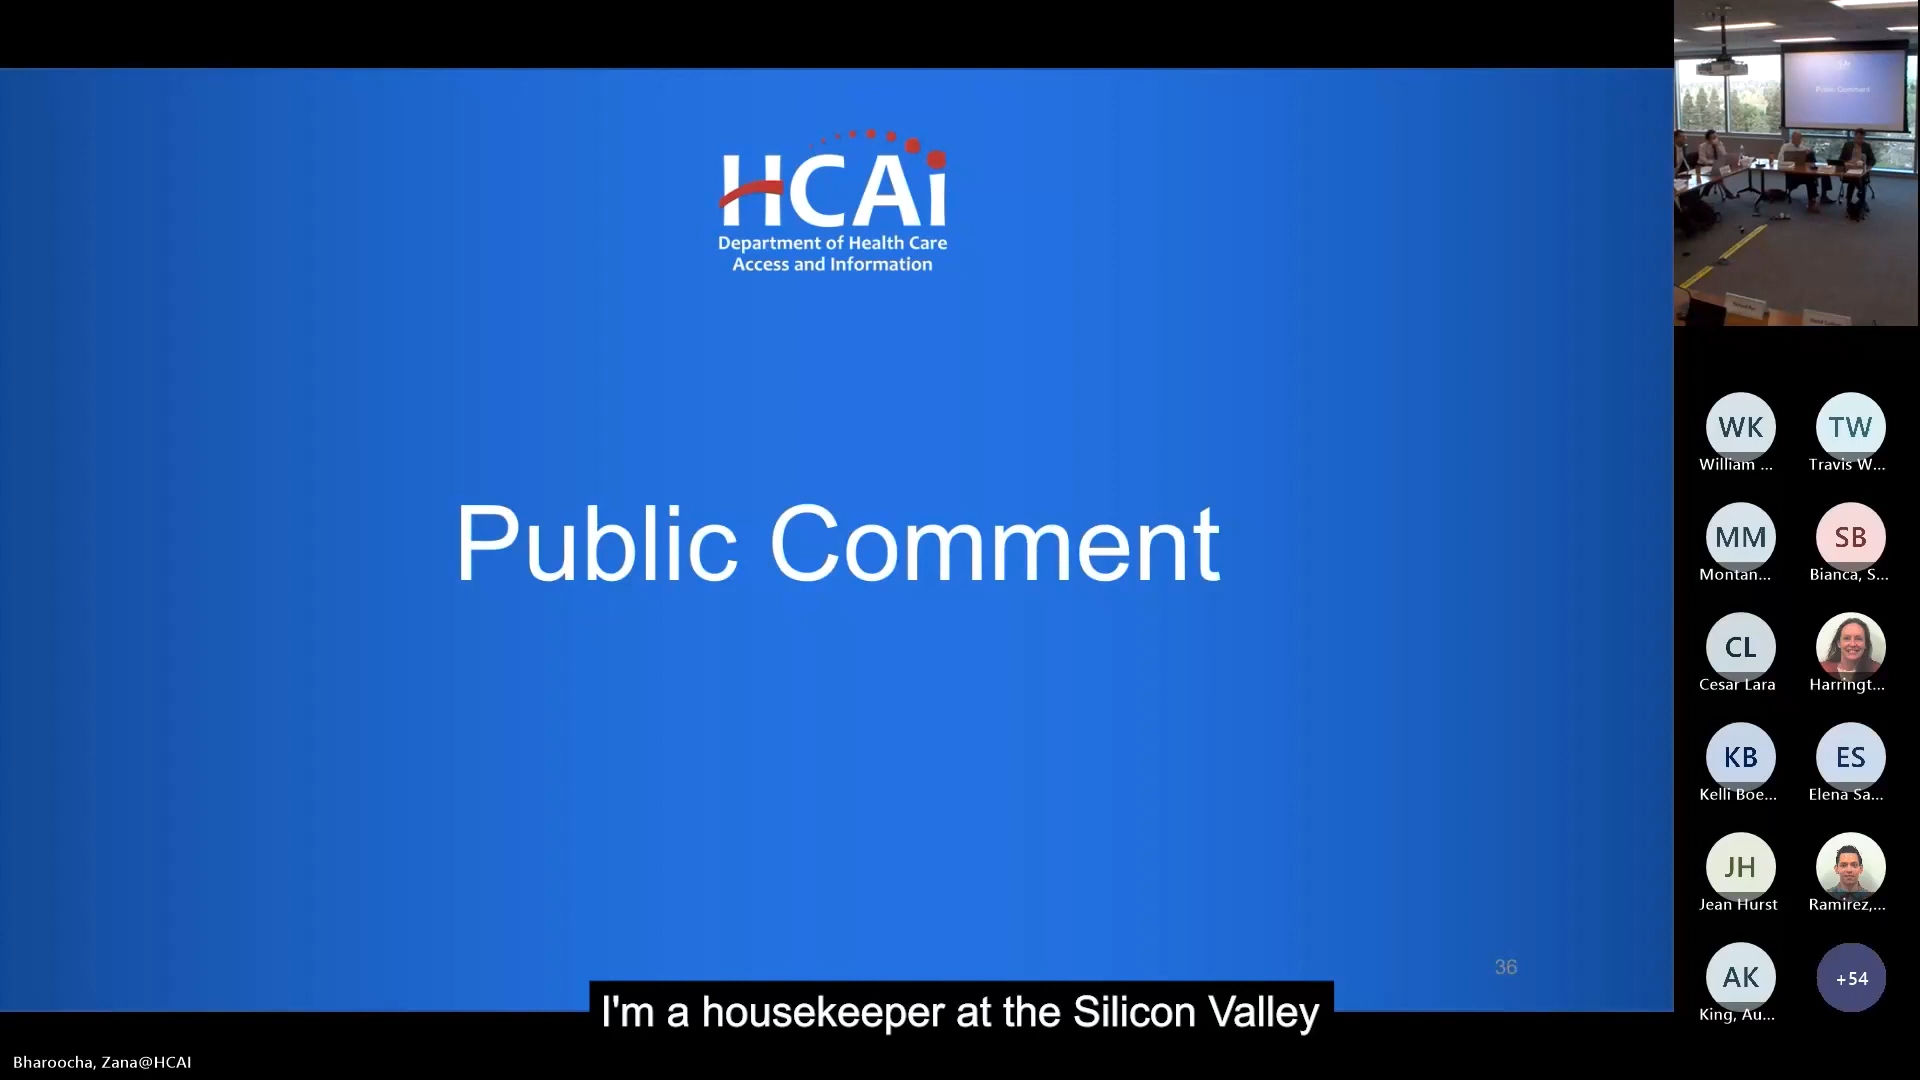 HCAi
Department of Health Care
Access and Information
Public Comment
36
I'm a housekeeper at the Silicon Valley
Bharoocha, Zana@HCAI
Public Comment
WK
William ...
TW
Travis W...
MM
Montan...
SB
Bianca, S...
CL
Cesar Lara
Harringt...
KB
Kelli Boe...
ES
Elena Sa...
JH
Jean Hurst
Ramirez,...
AK
King, Au...
+54